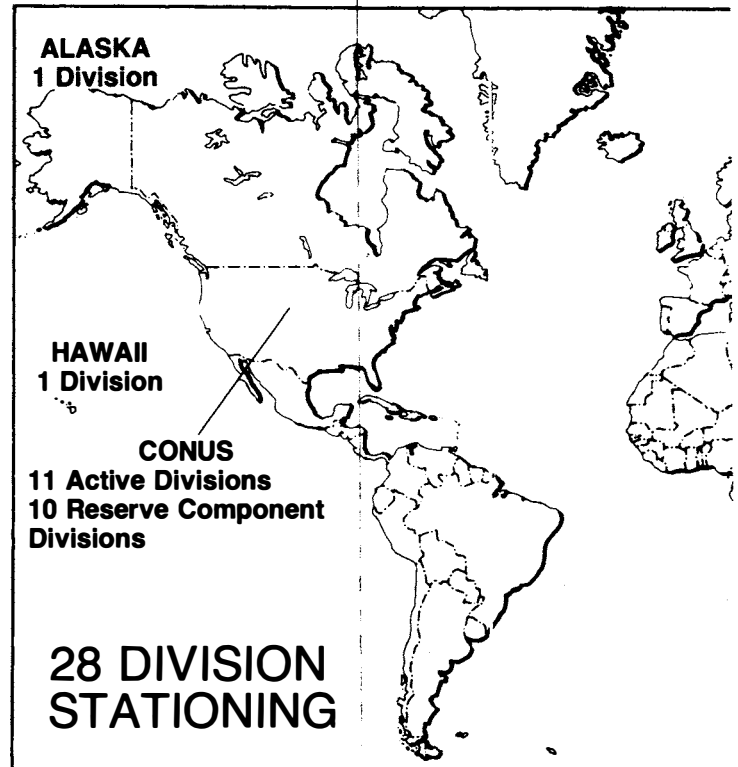 ALASKA
1 Division
HAWAII
1 Division
CONUS
11 Active Divisions
10 Reserve Component
Divisions
28 DIVISION
STATIONING